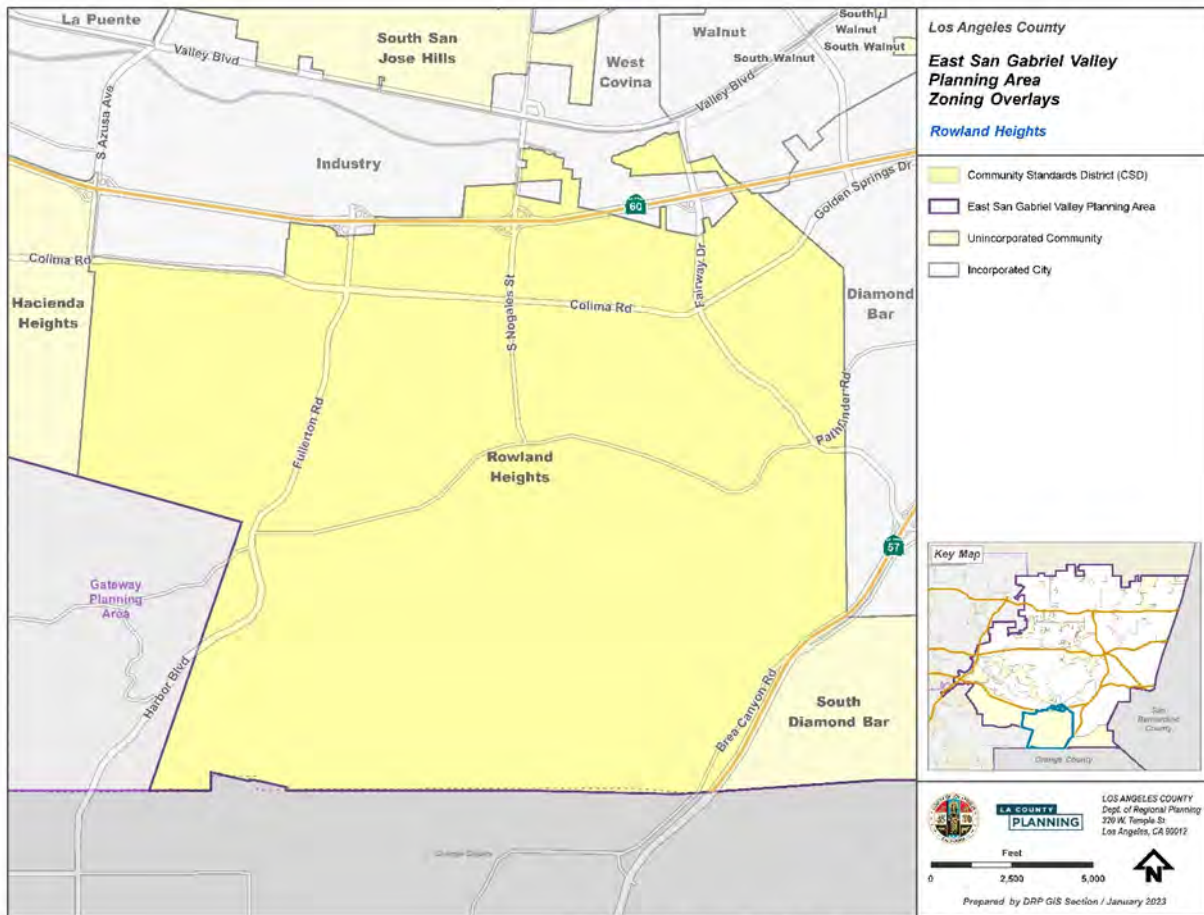 La Puente
Valley Blvd
S Azusa Ave
South San
Jose Hills
West
Covina
Walnut
South
Walnut
South Walnut
South Walnut
Valley Blvd
Industry
60
Golden Springs Dr
Colima Rd
Hacienda
Heights
Colima Rd
S Nogales St
Fairway Dr
Diamond
Bar
Fullerton Rd
Pathfinder Rd
Rowland
Heights
57
Gateway
Planning
Area
Harbor Blvd
Brea Canyon Rd
South
Diamond Bar
Orange County
Los Angeles County
East San Gabriel Valley
Planning Area
Zoning Overlays
Rowland Heights
Community Standards District (CSD)
East San Gabriel Valley Planning Area
Unincorporated Community
Incorporated City
Key Map
San
Bernardino
County
Orange County
LA COUNTY
PLANNING
LOS ANGELES COUNTY
Dept. of Regional Planning
320 W. Temple St.
Los Angeles, CA 90012
Feet
0 2,500 5,000
N
Prepared by DRP GIS Section / January 2023